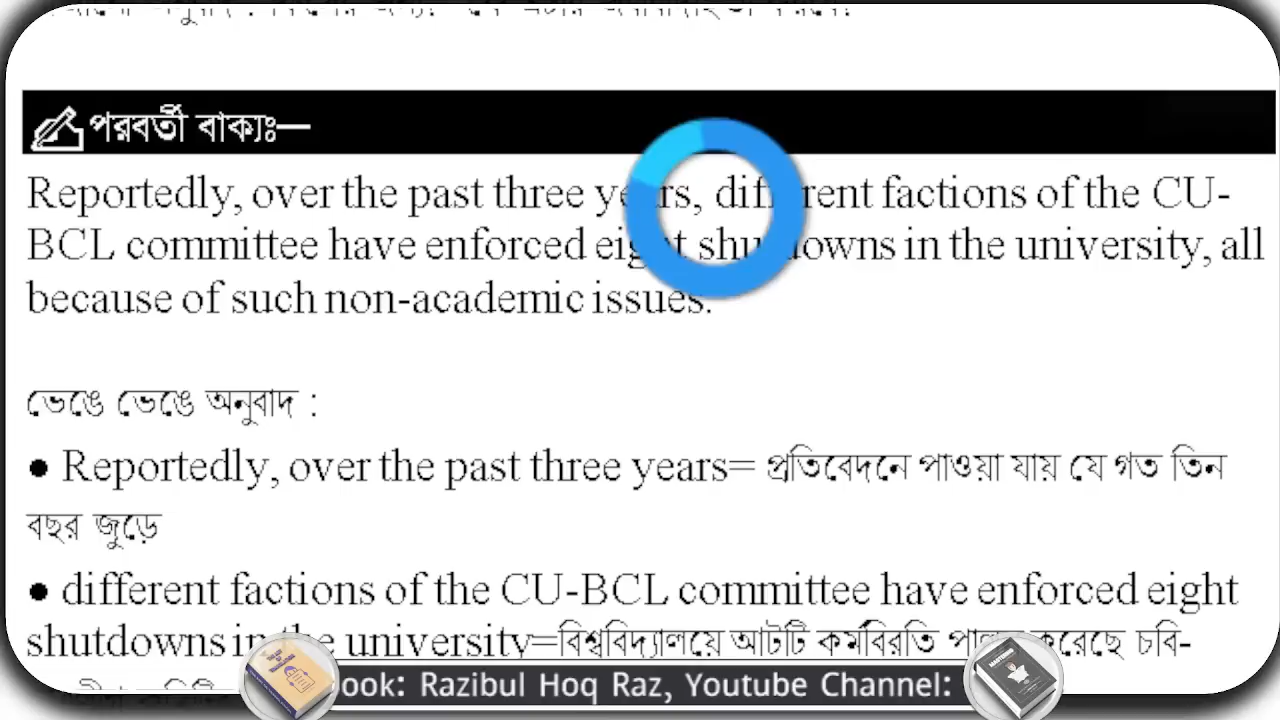 পরবর্তী বাক্যঃ—
Reportedly, over the past three years, different factions of the CU-
BCL committee have enforced eight shutdowns in the university, all
because of such non-academic issues.
ভেঙে ভেঙে অনুবাদ :
● Reportedly, over the past three years= প্রতিবেদনে পাওয়া যায় যে গত তিন
বছর জুড়ে
● different factions of the CU-BCL committee have enforced eight
shutdowns in the university=বিশ্ববিদ্যালয়ে আটটি কর্মবিরতি পালন করেছে চবি-
ook: Razibul Hoq Raz, Youtube Channel: